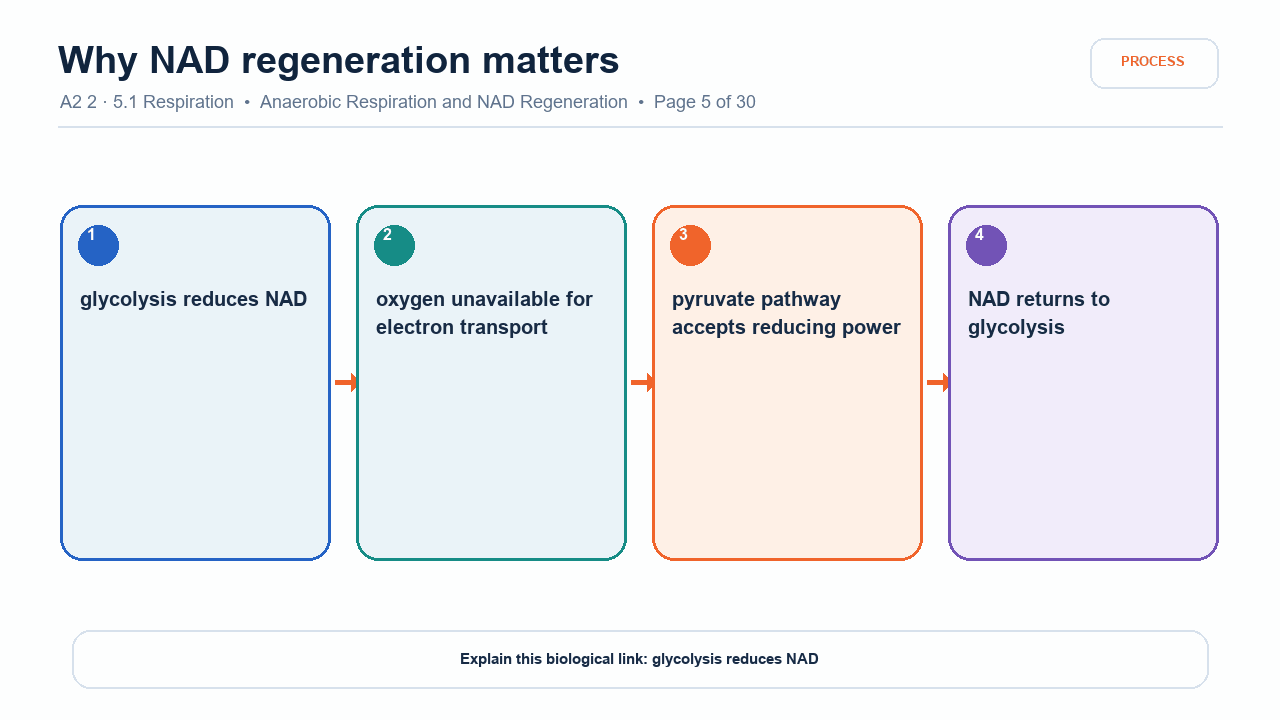 Why NAD regeneration matters
PROCESS
A2 2 · 5.1 Respiration • Anaerobic Respiration and NAD Regeneration • Page 5 of 30
1
glycolysis reduces NAD
2
oxygen unavailable for
electron transport
3
pyruvate pathway
accepts reducing power
4
NAD returns to
glycolysis
Explain this biological link: glycolysis reduces NAD